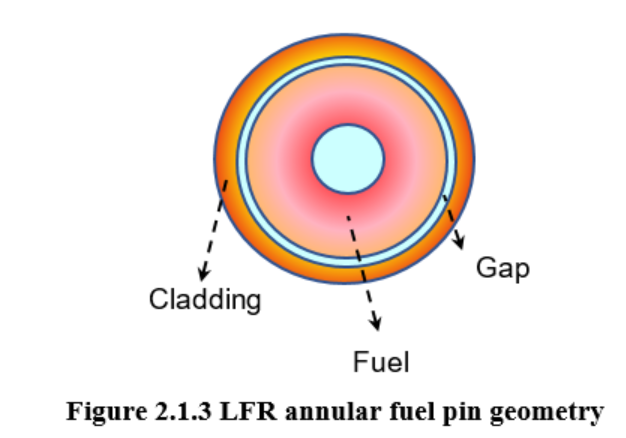 Gap
Cladding
Fuel
Figure 2.1.3 LFR annular fuel pin geometry